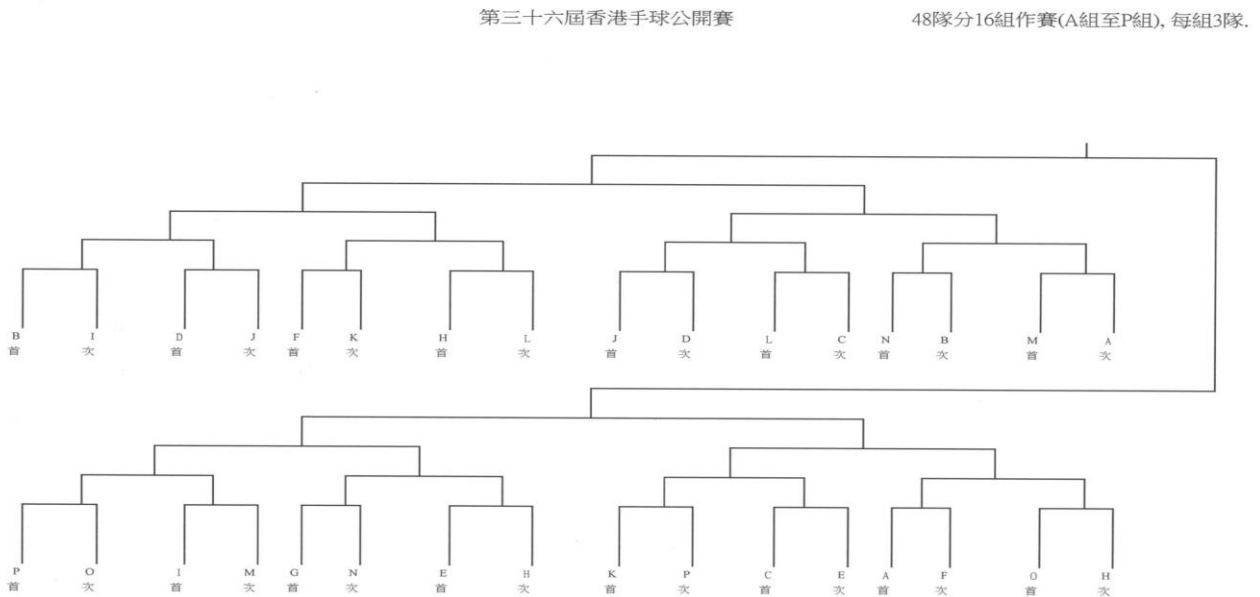 第三十六屆香港手球公開賽 48隊分16組作賽(A組至P組), 每組3隊.
B I D J F K H L J D L C N B M A
首 次 首 次 首 次 首 次 首 次 首 次 首 次 首 次
P O I M G N E H K P C E A F O H
首 次 首 次 首 次 首 次 首 次 首 次 首 次 首 次